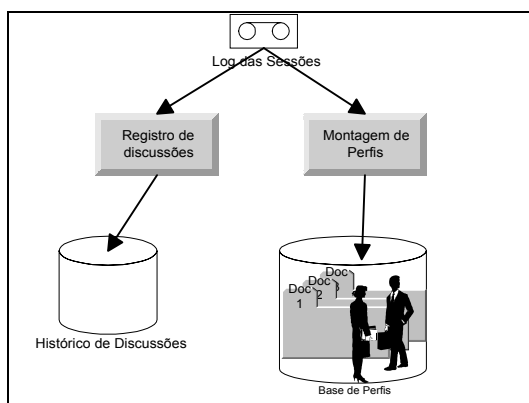 Log das Sessões
Registro de
discussões
Montagem de
Perfis
Doc
3
Doc
2
Doc
1
Histórico de Discussões
Base de Perfis